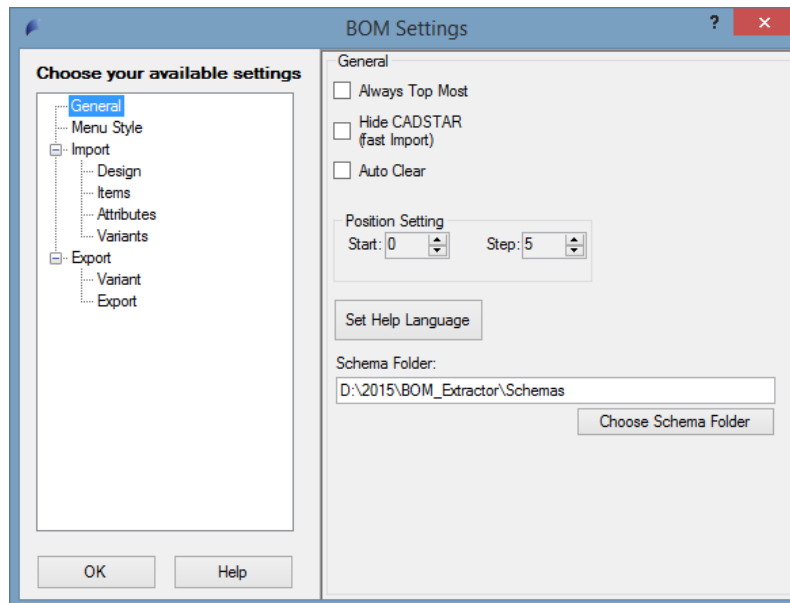 BOM Settings
?
Choose your available settings
General
Menu Style
Import
Design
Items
Attributes
Variants
Export
Variant
Export
OK
Help
General
Always Top Most
Hide CADSTAR
(fast Import)
Auto Clear
Position Setting
Start: 0
Step: 5
Set Help Language
Schema Folder:
D:\2015\BOM_Extractor\Schemas
Choose Schema Folder